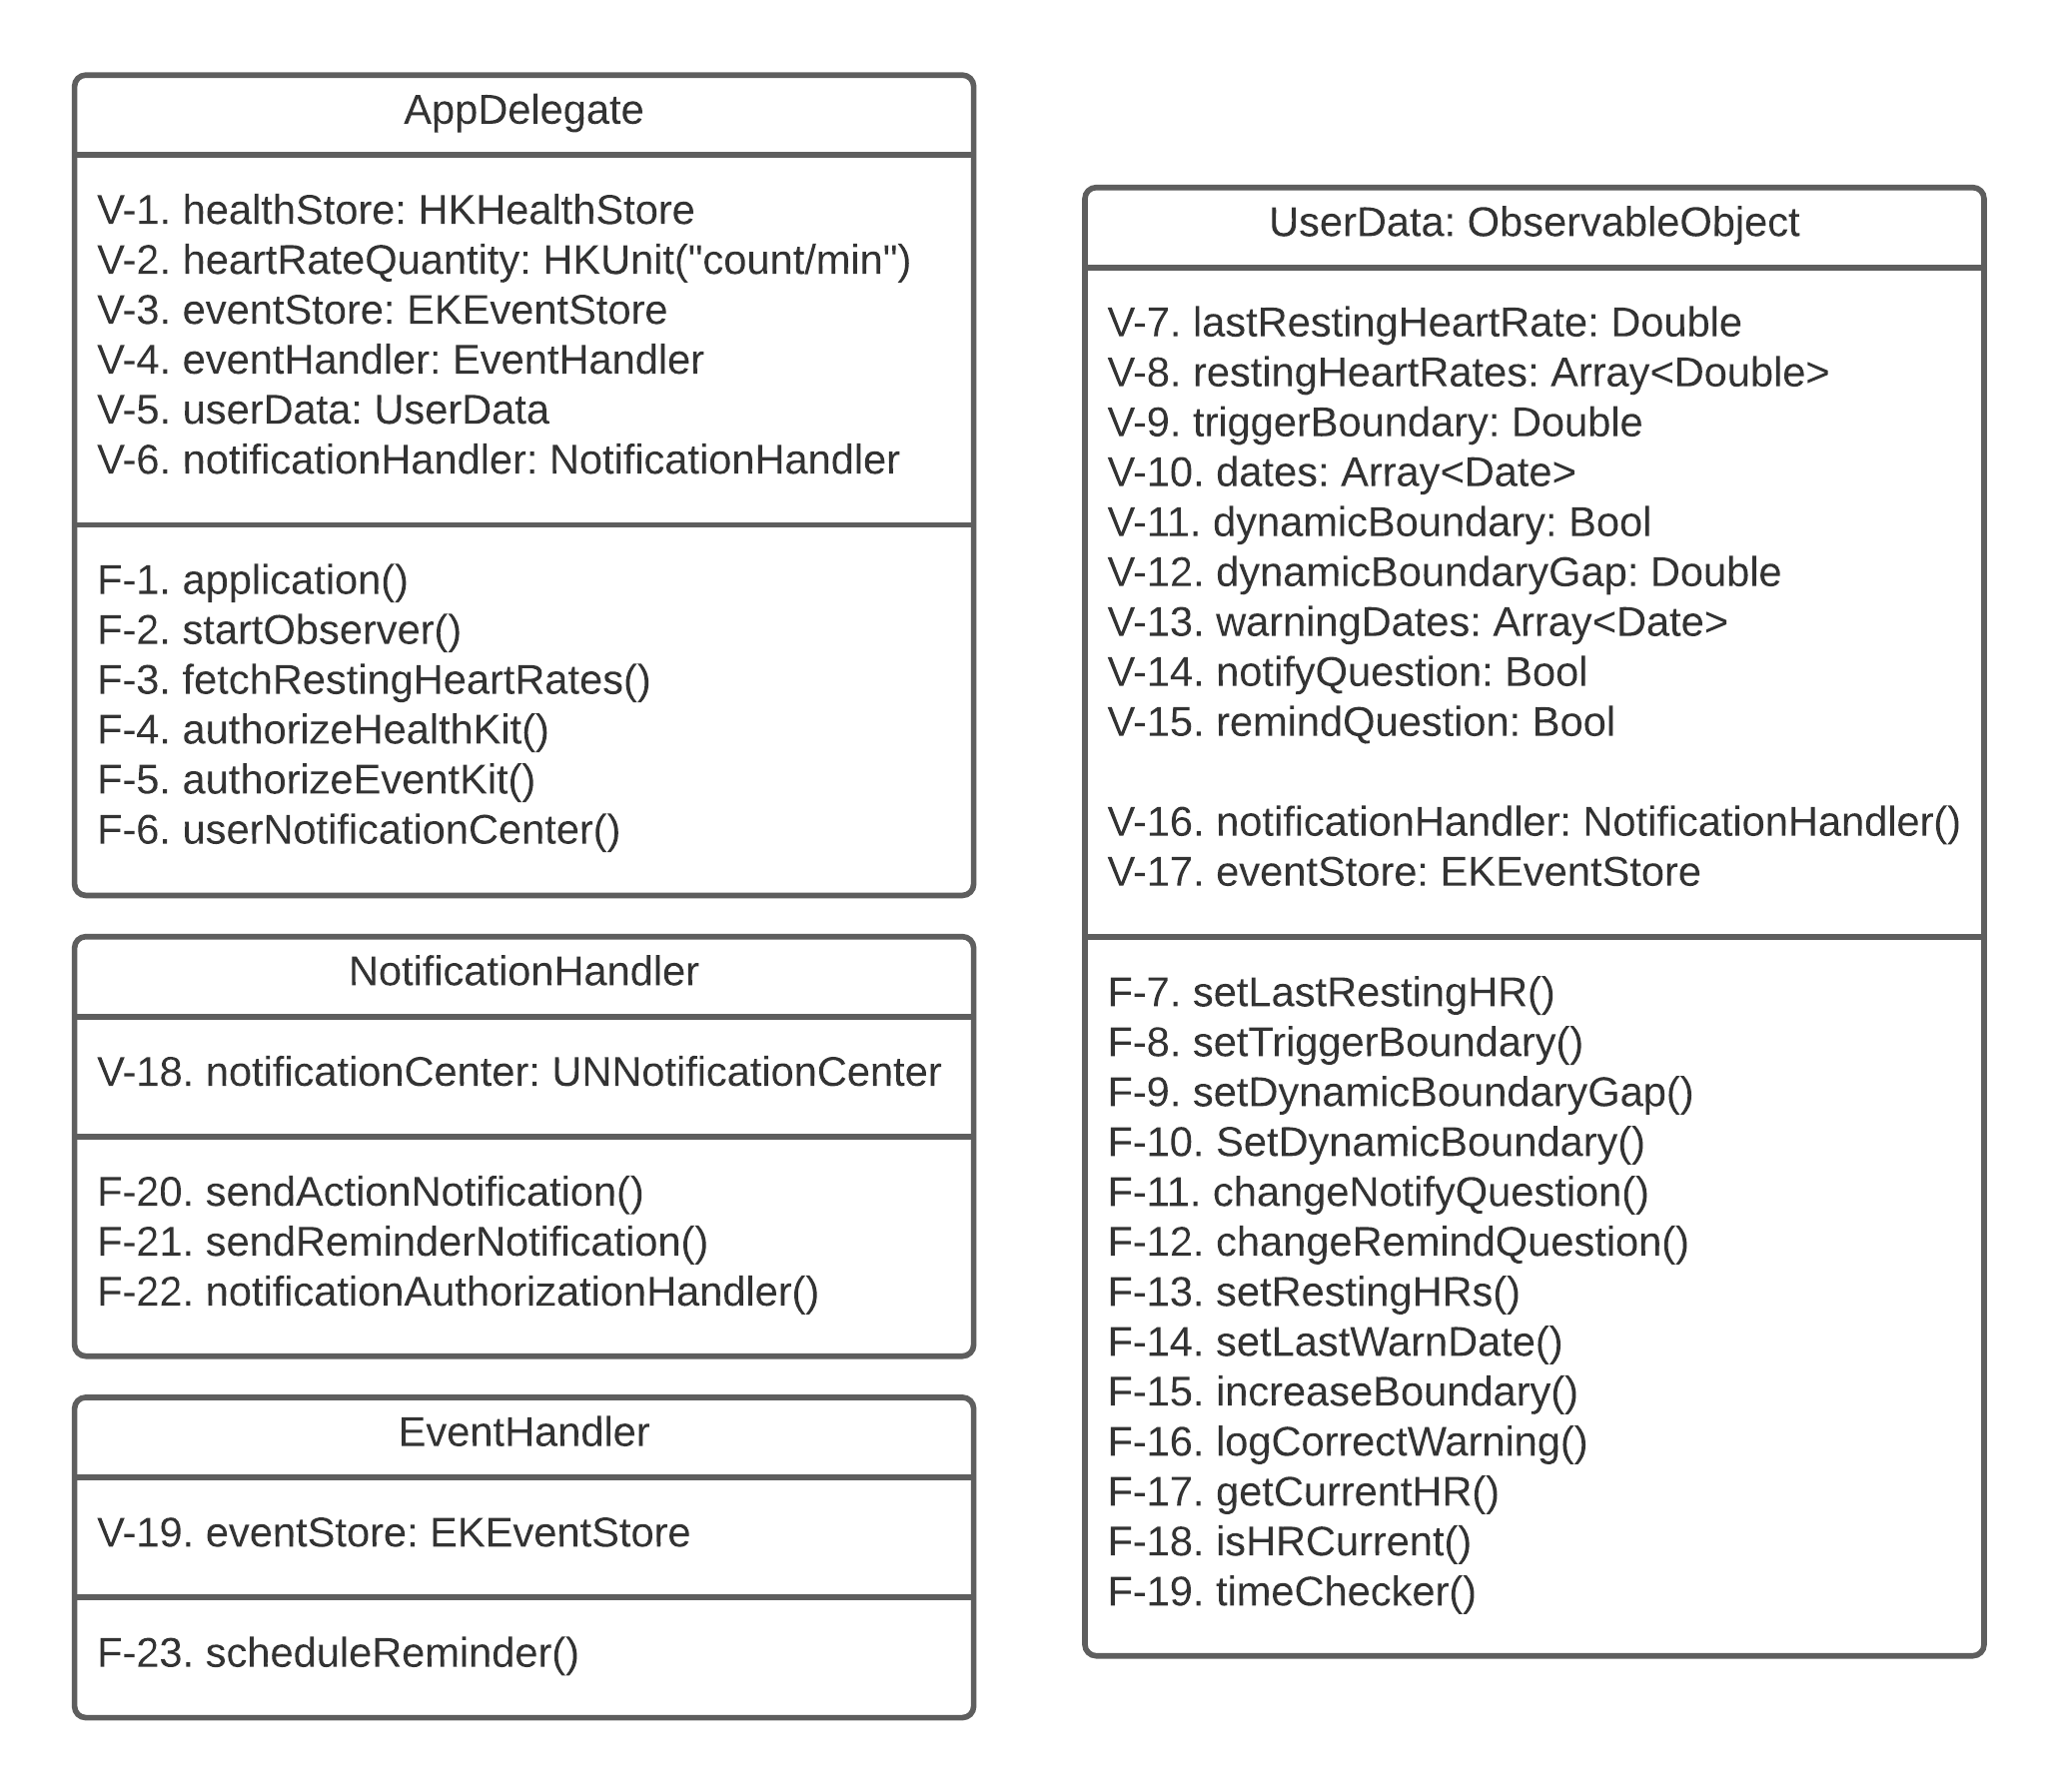 AppDelegate
V-1. healthStore: HKHealthStore
V-2. heartRateQuantity: HKUnit("count/min")
V-3. eventStore: EKEventStore
V-4. eventHandler: EventHandler
V-5. userData: UserData
V-6. notificationHandler: NotificationHandler
F-1. application()
F-2. startObserver()
F-3. fetchRestingHeartRates()
F-4. authorizeHealthKit()
F-5. authorizeEventKit()
F-6. userNotificationCenter()
NotificationHandler
V-18. notificationCenter: UNNotificationCenter
F-20. sendActionNotification()
F-21. sendReminderNotification()
F-22. notificationAuthorizationHandler()
EventHandler
V-19. eventStore: EKEventStore
F-23. scheduleReminder()
UserData: ObservableObject
V-7. lastRestingHeartRate: Double
V-8. restingHeartRates: Array<Double>
V-9. triggerBoundary: Double
V-10. dates: Array<Date>
V-11. dynamicBoundary: Bool
V-12. dynamicBoundaryGap: Double
V-13. warningDates: Array<Date>
V-14. notifyQuestion: Bool
V-15. remindQuestion: Bool
V-16. notificationHandler: NotificationHandler()
V-17. eventStore: EKEventStore
F-7. setLastRestingHR()
F-8. setTriggerBoundary()
F-9. setDynamicBoundaryGap()
F-10. SetDynamicBoundary()
F-11. changeNotifyQuestion()
F-12. changeRemindQuestion()
F-13. setRestingHRs()
F-14. setLastWarnDate()
F-15. increaseBoundary()
F-16. logCorrectWarning()
F-17. getCurrentHR()
F-18. isHRCurrent()
F-19. timeChecker()